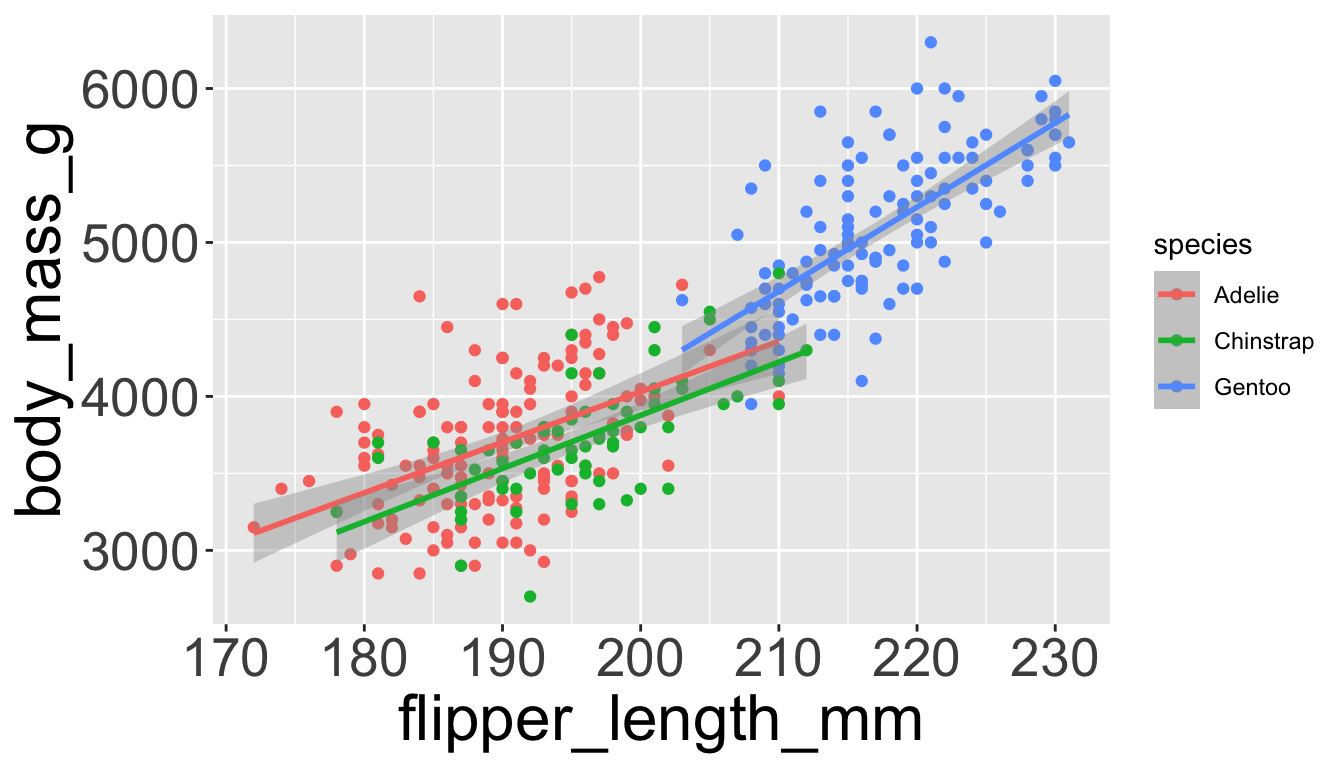 body_mass_g
6000
5000
4000
3000
170 180 190 200 210 220 230
flipper_length_mm
species
Adelie
Chinstrap
Gentoo